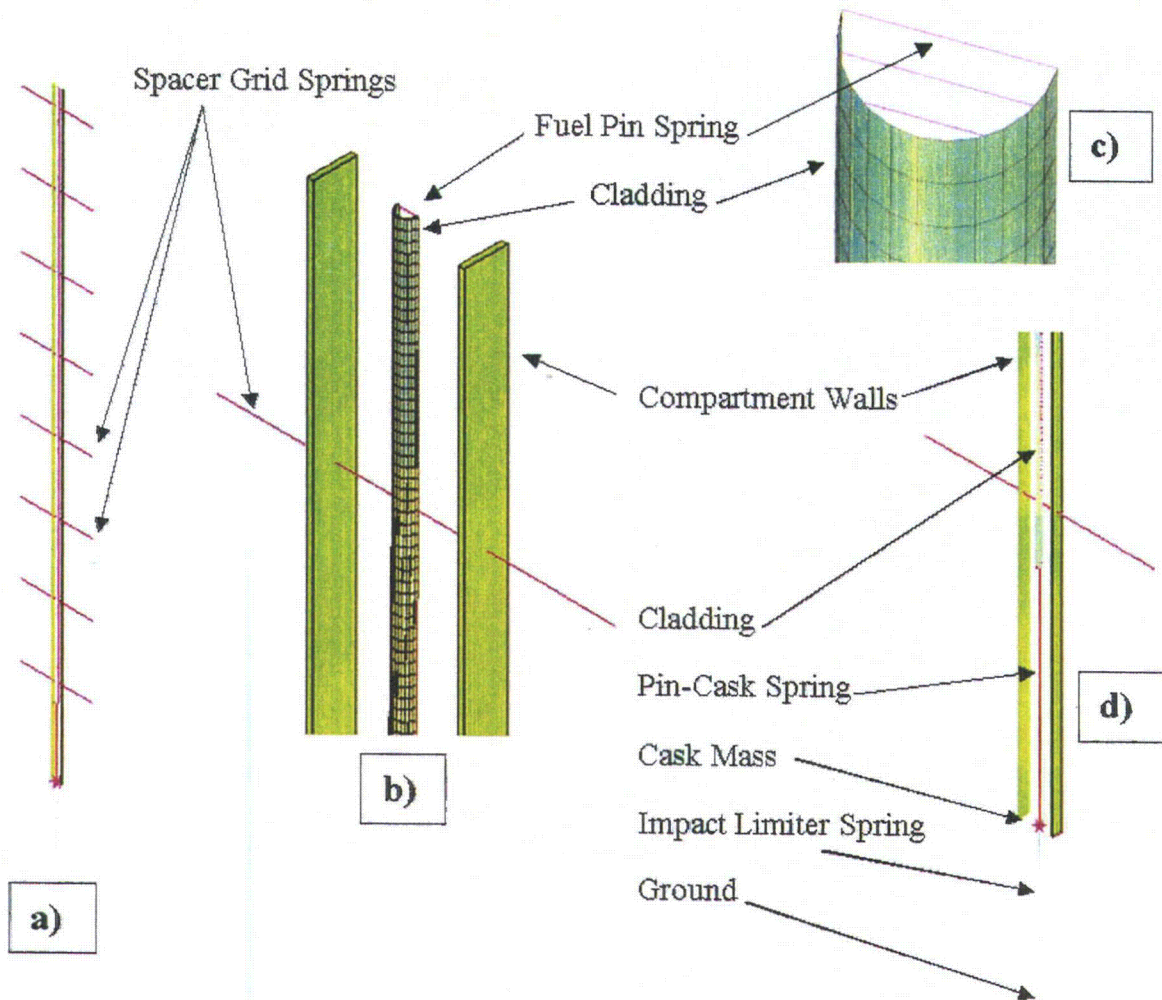 Spacer Grid Springs
Fuel Pin Spring
Cladding
c)
Compartment Walls
Cladding
Pin-Cask Spring
d)
Cask Mass
b)
Impact Limiter Spring
Ground
a)